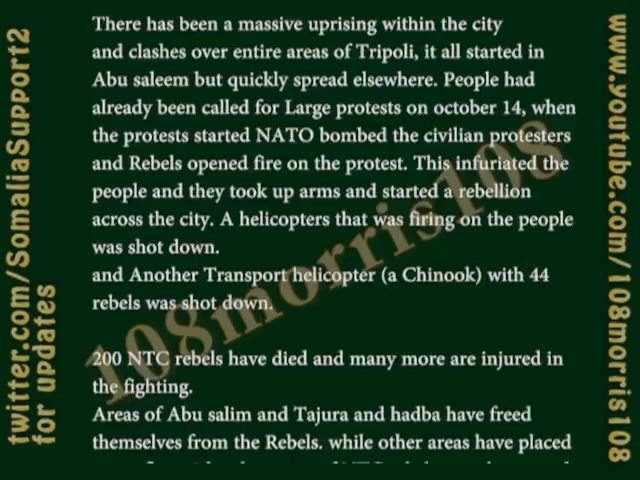 There has been a massive uprising within the city
and clashes over entire areas of Tripoli, it all started in
Abu saleem but quickly spread elsewhere. People had
already been called for Large protests on october 14, when
the protests started NATO bombed the civilian protesters
and Rebels opened fire on the protest. This infuriated the
people and they took up arms and started a rebellion
across the city. A helicopters that was firing on the people
was shot down.
and Another Transport helicopter (a Chinook) with 44
rebels was shot down.
200 NTC rebels have died and many more are injured in
the fighting.
Areas of Abu salim and Tajura and hadba have freed
themselves from the Rebels. while other areas have placed
twitter.com/SomaliaSupport2
for updates
www.youtube.com/108morris108
108morris108